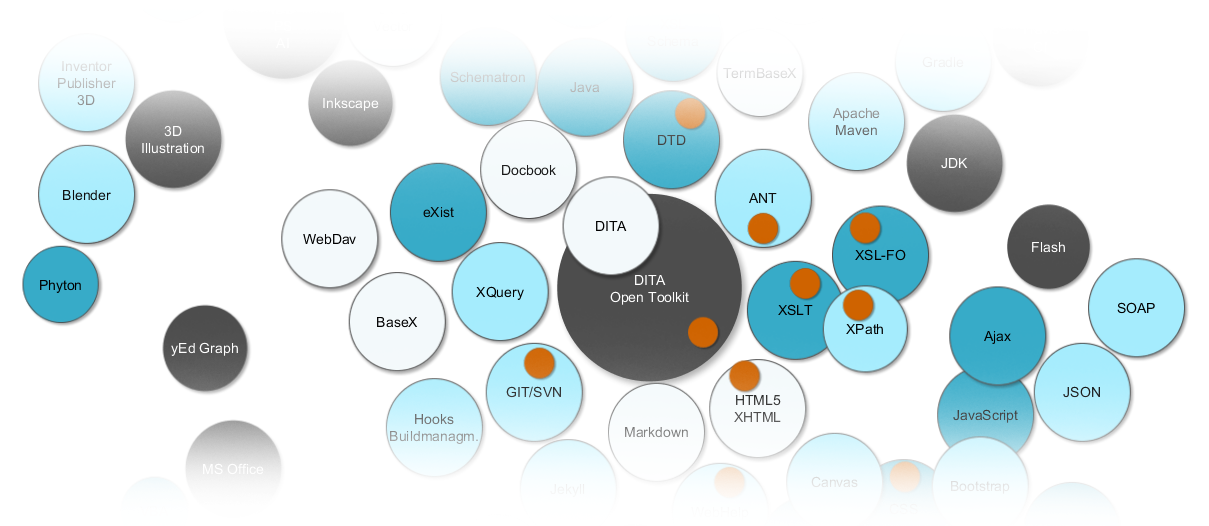 Inventor
Publisher
3D
3D
Illustration
Blender
Phyton
yEd Graph
MS Office
Inkscape
WebDav
BaseX
eXist
Schematron
Java
Docbook
XQuery
DITA
DITA
Open Toolkit
DTD
TermBaseX
ANT
Apache
Maven
Gradle
JDK
XSL-FO
XSLT
XPath
Flash
SOAP
Ajax
JSON
JavaScript
GIT/SVN
Hooks
Buildmanagm.
Markdown
HTML5
XHTML
Jekyll
Canvas
CSS
Bootstrap